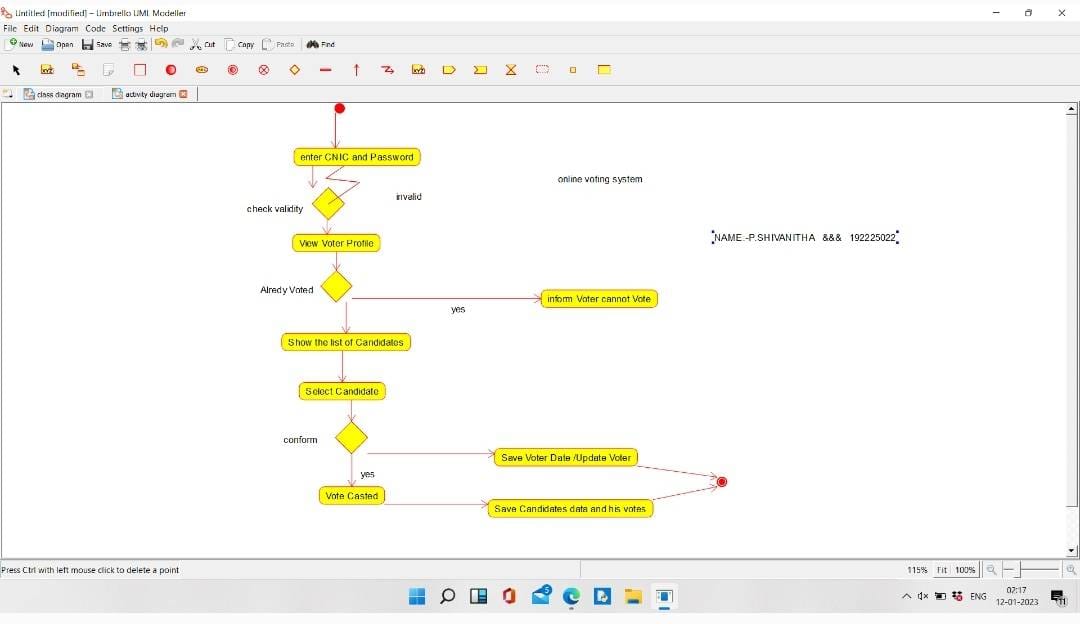 Untitled [modified] – Umbrello UML Modeller
File Edit Diagram Code Settings Help
New Open Save Cut Copy Paste Find
class diagram activity diagram
enter CNIC and Password
online voting system
invalid
check validity
NAME:-P.SHIVANITHA &&& 192225022
View Voter Profile
Alredy Voted
inform Voter cannot Vote
yes
Show the list of Candidates
Select Candidate
conform
Save Voter Date /Update Voter
yes
Vote Casted
Save Candidates data and his votes
Press Ctrl with left mouse click to delete a point
115% Fit 100%
ENG
02:17
12-01-2023